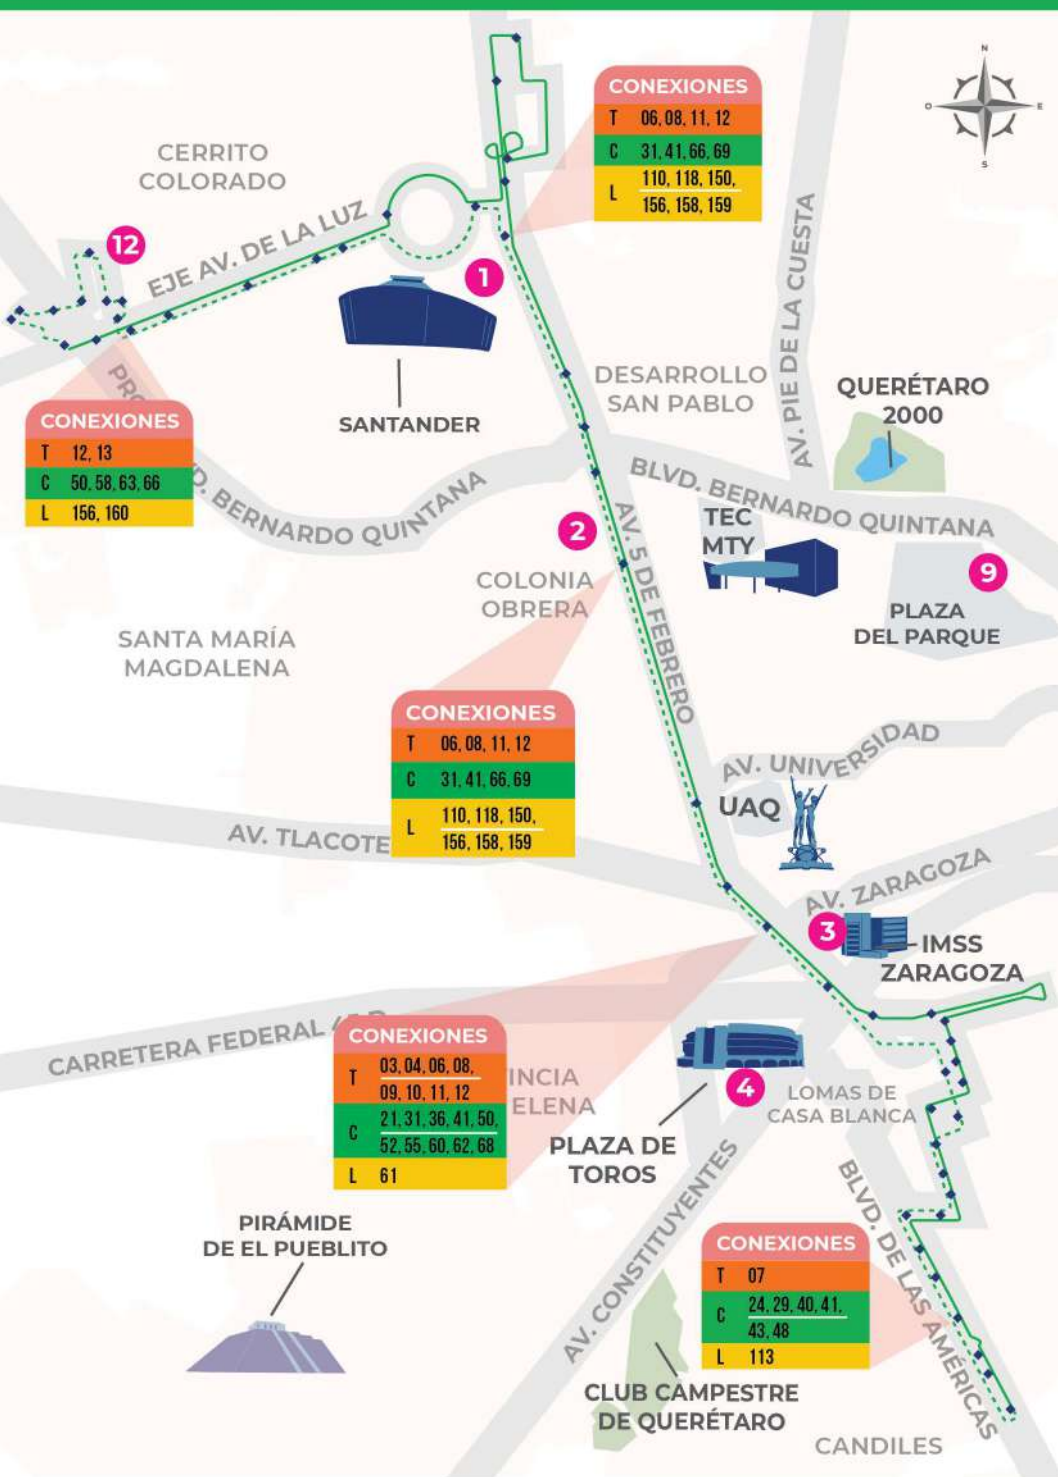 N
O
E
S
CONEXIONES
T 06, 08, 11, 12
C 31, 41, 66, 69
L 110, 118, 150,
156, 158, 159
CERRITO
COLORADO
EJE AV. DE LA LUZ
12
1
SANTANDER
DESARROLLO
SAN PABLO
AV. PIE DE LA CUESTA
QUERÉTARO
2000
CONEXIONES
T 12, 13
C 50, 58, 63, 66
L 156, 160
BERNARDO QUINTANA
BLVD. BERNARDO QUINTANA
TEC
MTY
2
AV. 5 DE FEBRERO
COLONIA
OBRERA
9
PLAZA
DEL PARQUE
SANTA MARÍA
MAGDALENA
CONEXIONES
T 06, 08, 11, 12
C 31, 41, 66, 69
L 110, 118, 150,
156, 158, 159
AV. UNIVERSIDAD
UAQ
AV. TLACOTE
AV. ZARAGOZA
3
IMSS
ZARAGOZA
CARRETERA FEDERAL
CONEXIONES
T 03, 04, 06, 08,
09, 10, 11, 12
C 21, 31, 36, 41, 50,
52, 55, 60, 62, 68
L 61
INCIA
ELENA
4
LOMAS DE
CASA BLANCA
PLAZA DE
TOROS
PIRÁMIDE
DE EL PUEBLITO
AV. CONSTITUYENTES
BLVD. DE LAS AMÉRICAS
CONEXIONES
T 07
C 24, 29, 40, 41,
43, 48
L 113
CLUB CAMPESTRE
DE QUERÉTARO
CANDILES